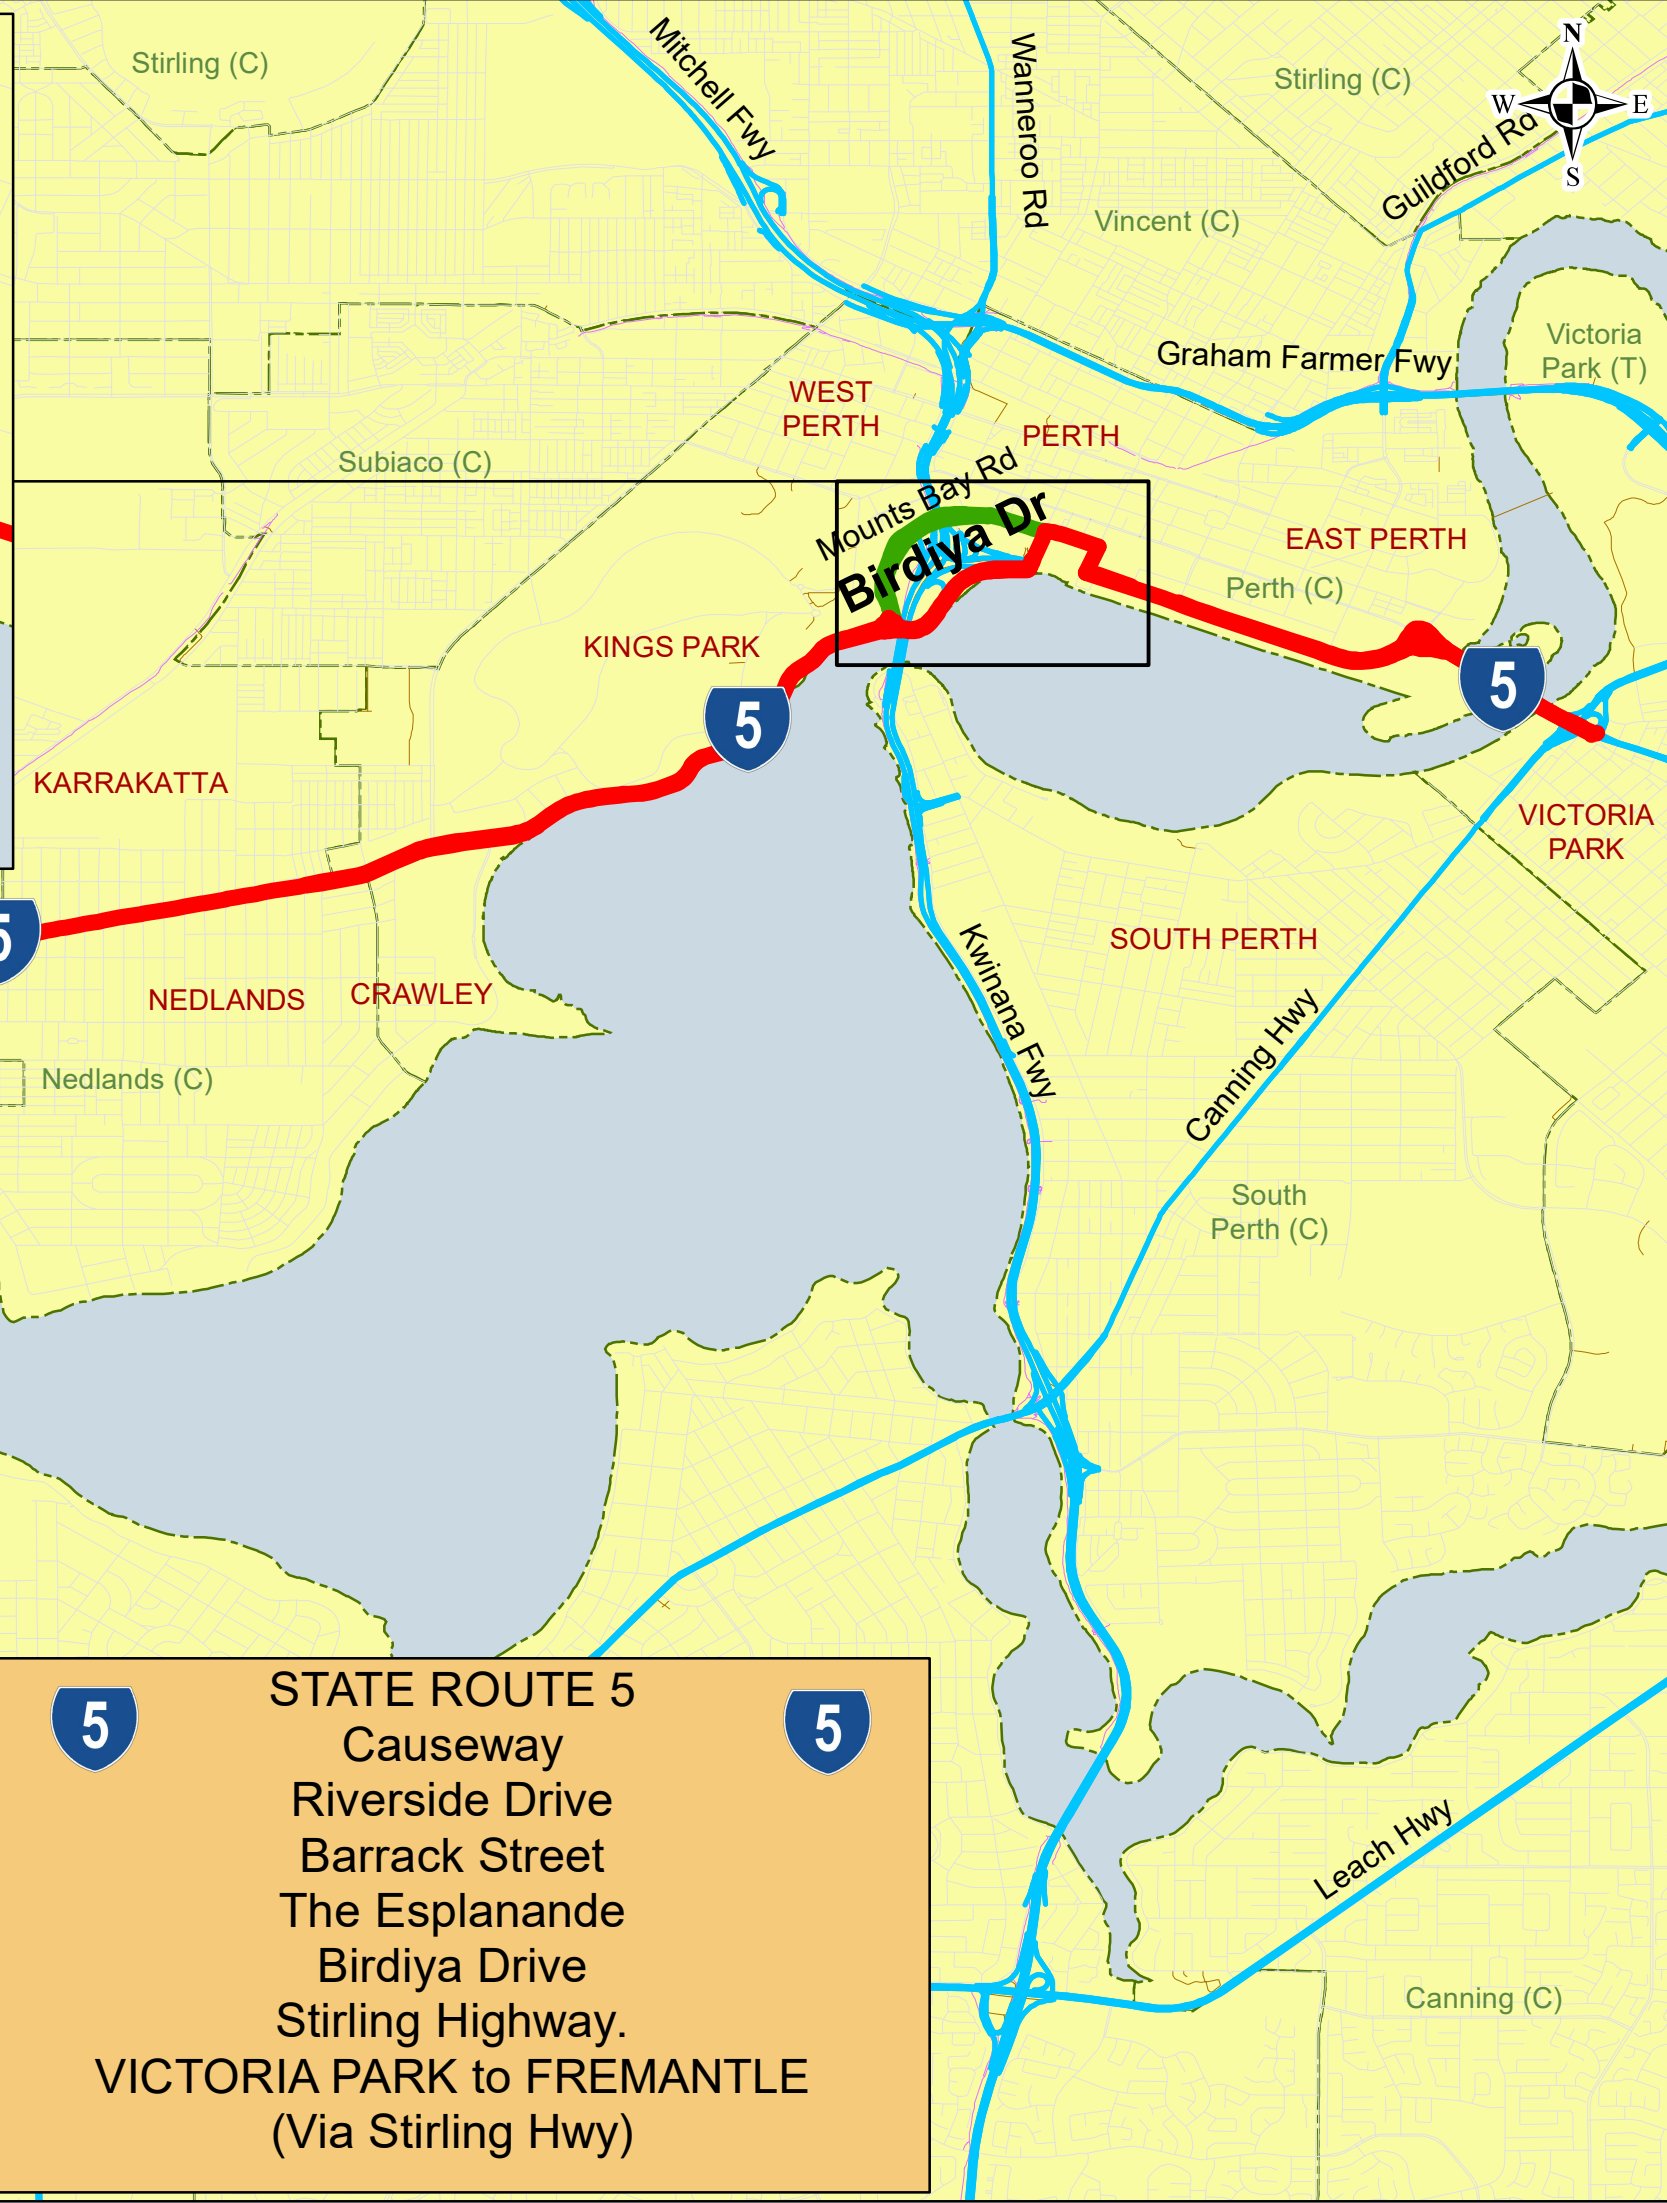 Stirling (C)
Mitchell Fwy
Wanneroo Rd
Stirling (C)
N
W
E
S
Guildford Rd
Vincent (C)
Victoria
Park (T)
Graham Farmer Fwy
WEST
PERTH
PERTH
Subiaco (C)
Mounts Bay Rd
Birdiya Dr
EAST PERTH
Perth (C)
KINGS PARK
5
5
KARRAKATTA
VICTORIA
PARK
5
SOUTH PERTH
Kwinana Fwy
NEDLANDS
CRAWLEY
Canning Hwy
Nedlands (C)
South
Perth (C)
5
STATE ROUTE 5
5
Causeway
Riverside Drive
Barrack Street
The Esplanande
Birdiya Drive
Stirling Highway.
VICTORIA PARK to FREMANTLE
(Via Stirling Hwy)
Leach Hwy
Canning (C)